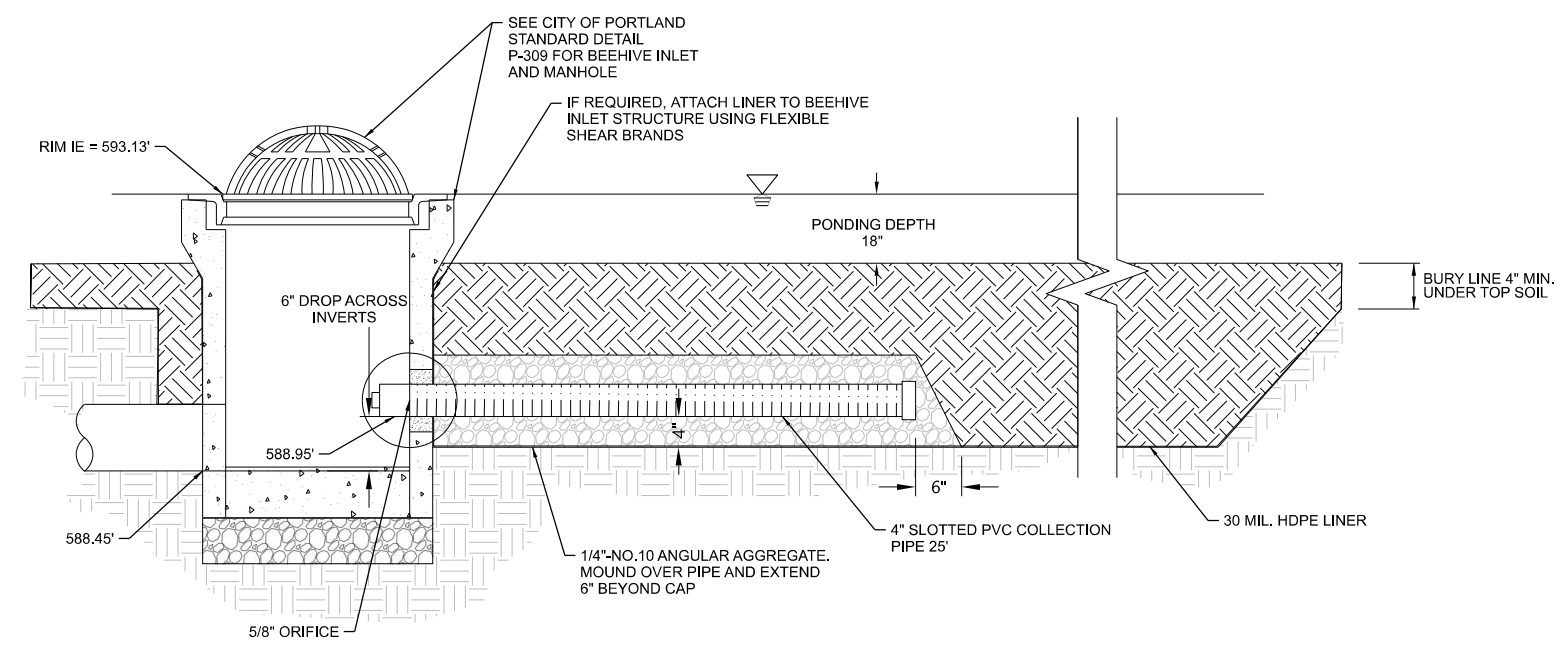 SEE CITY OF PORTLAND
STANDARD DETAIL
P-309 FOR BEEHIVE INLET
AND MANHOLE
IF REQUIRED, ATTACH LINER TO BEEHIVE
INLET STRUCTURE USING FLEXIBLE
SHEAR BRANDS
RIM IE = 593.13'
PONDING DEPTH
18"
BURY LINE 4" MIN.
UNDER TOP SOIL
6" DROP ACROSS
INVERTS
4"
588.95'
6"
588.45'
4" SLOTTED PVC COLLECTION
PIPE 25'
30 MIL. HDPE LINER
1/4"-NO.10 ANGULAR AGGREGATE.
MOUND OVER PIPE AND EXTEND
6" BEYOND CAP
5/8" ORIFICE